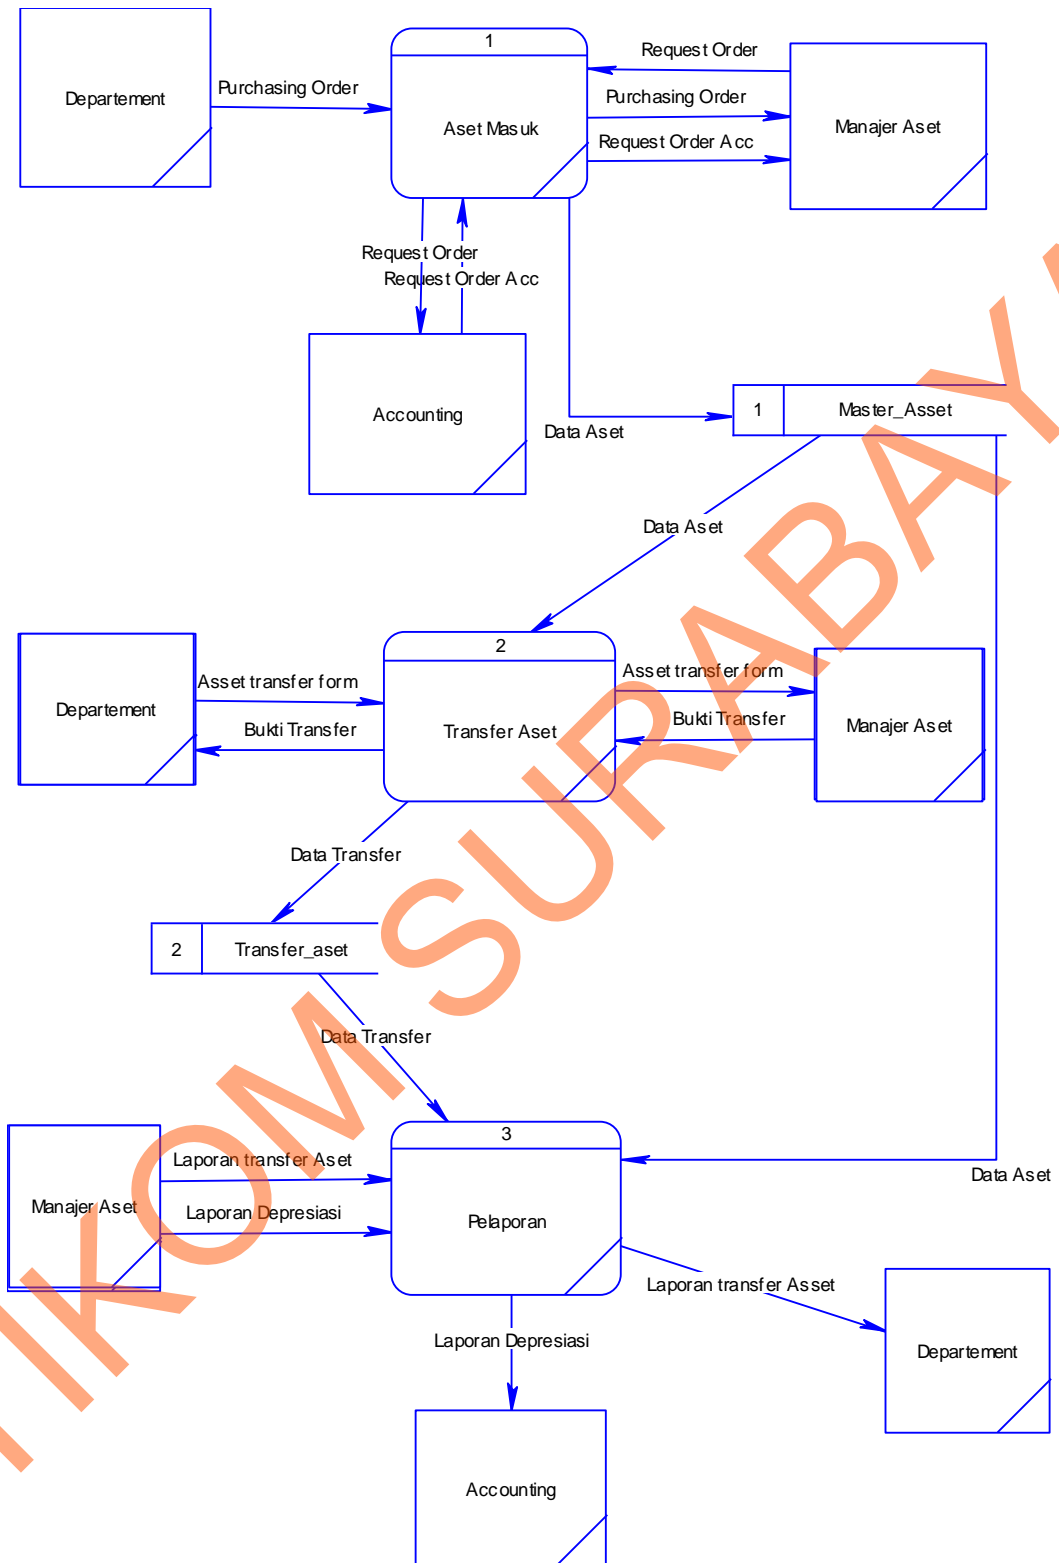 1
Request Order
Departement
Purchasing Order
Purchasing Order
Aset Masuk
Manajer Aset
Request Order Acc
Request Order
Request Order Acc
Accounting
Data Aset
1
Master_Asset
Data Aset
2
Asset transfer form
Asset transfer form
Departement
Bukti Transfer
Transfer Aset
Bukti Transfer
Manajer Aset
Data Transfer
2
Transfer_aset
Data Transfer
3
Laporan transfer Aset
Data Aset
Manajer Aset
Laporan Depresiasi
Pelaporan
Laporan transfer Asset
Laporan Depresiasi
Departement
Accounting
IKOM SURABAYA